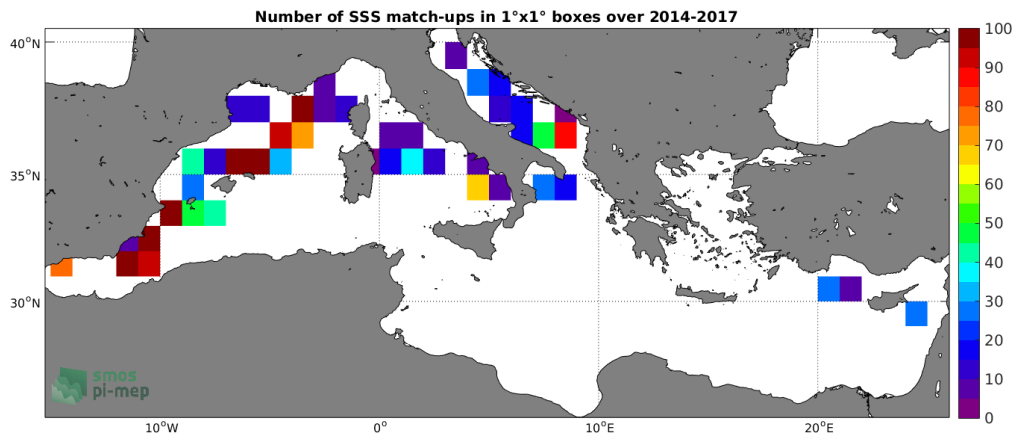 Number of SSS match-ups in 1°x1° boxes over 2014-2017
40°N
35°N
30°N
10°W
0°
10°E
20°E
100
90
80
70
60
50
40
30
20
10
0
smos
pi-mep